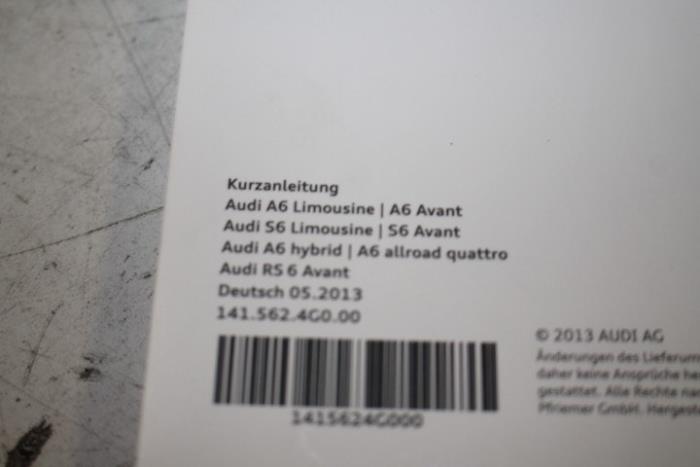 Kurzanleitung
Audi A6 Limousine | A6 Avant
Audi S6 Limousine | S6 Avant
Audi A6 hybrid | A6 allroad quattro
Audi RS 6 Avant
Deutsch 05.2013
141.562.4G0.00
1415624G000
© 2013 AUDI AG
Änderungen des Lieferum
daher keine Ansprüche he
gestattet. Alle Rechte na
Pfriemer GmbH. Hergest